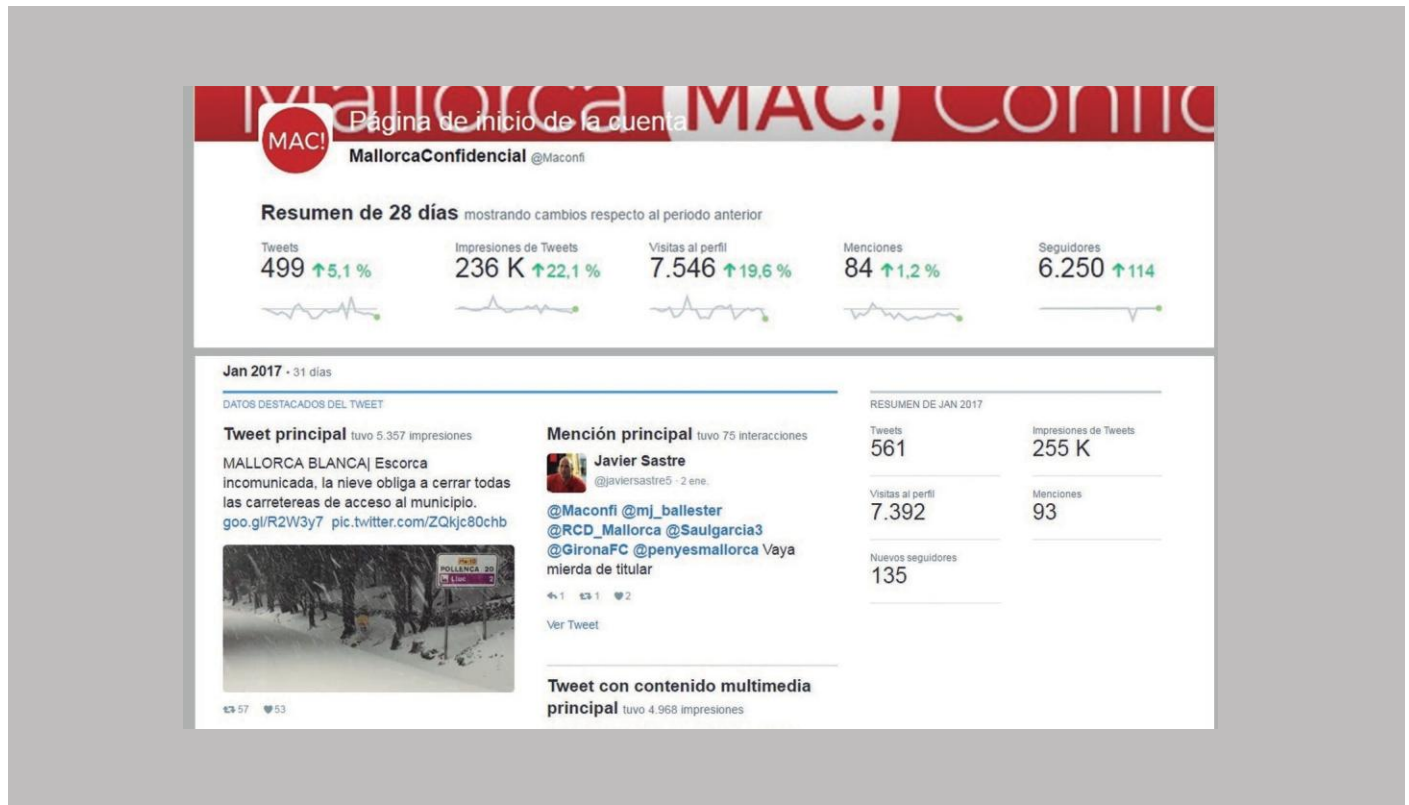 Mallorca MAC! Confid
MAC!
Página de inicio de la cuenta
MallorcaConfidencial @Maconfi
Resumen de 28 días mostrando cambios respecto al periodo anterior
Tweets
499 ↑5,1 %
Impresiones de Tweets
236 K ↑22,1 %
Visitas al perfil
7.546 ↑19,6 %
Menciones
84 ↑1,2 %
Seguidores
6.250 ↑114
Jan 2017 • 31 días
DATOS DESTACADOS DEL TWEET
Tweet principal tuvo 5.357 impresiones
MALLORCA BLANCA| Escorca
incomunicada, la nieve obliga a cerrar todas
las carretereas de acceso al municipio.
goo.gl/R2W3y7 pic.twitter.com/ZQkjc80chb
POLLENÇA 20
Lluc 2
57 53
Mención principal tuvo 75 interacciones
Javier Sastre
@javiersastre5 · 2 ene.
@Maconfi @mj_ballester
@RCD_Mallorca @Saulgarcia3
@GironaFC @penyesmallorca Vaya
mierda de titular
1 1 2
Ver Tweet
Tweet con contenido multimedia
principal tuvo 4.968 impresiones
RESUMEN DE JAN 2017
Tweets
561
Impresiones de Tweets
255 K
Visitas al perfil
7.392
Menciones
93
Nuevos seguidores
135